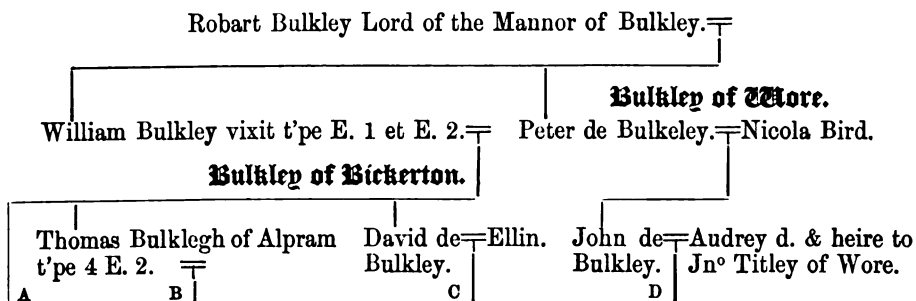 Robart Bulkley Lord of the Mannor of Bulkley.
Bulkley of Wore.
William Bulkley vixit t'pe E. 1 et E. 2. Peter de Bulkeley. Nicola Bird.
Bulkley of Bickerton.
Thomas Bulklegh of Alpram David de Ellin. John de Audrey d. & heire to
t'pe 4 E. 2. Bulkley. Bulkley. Jnº Titley of Wore.
A B C D